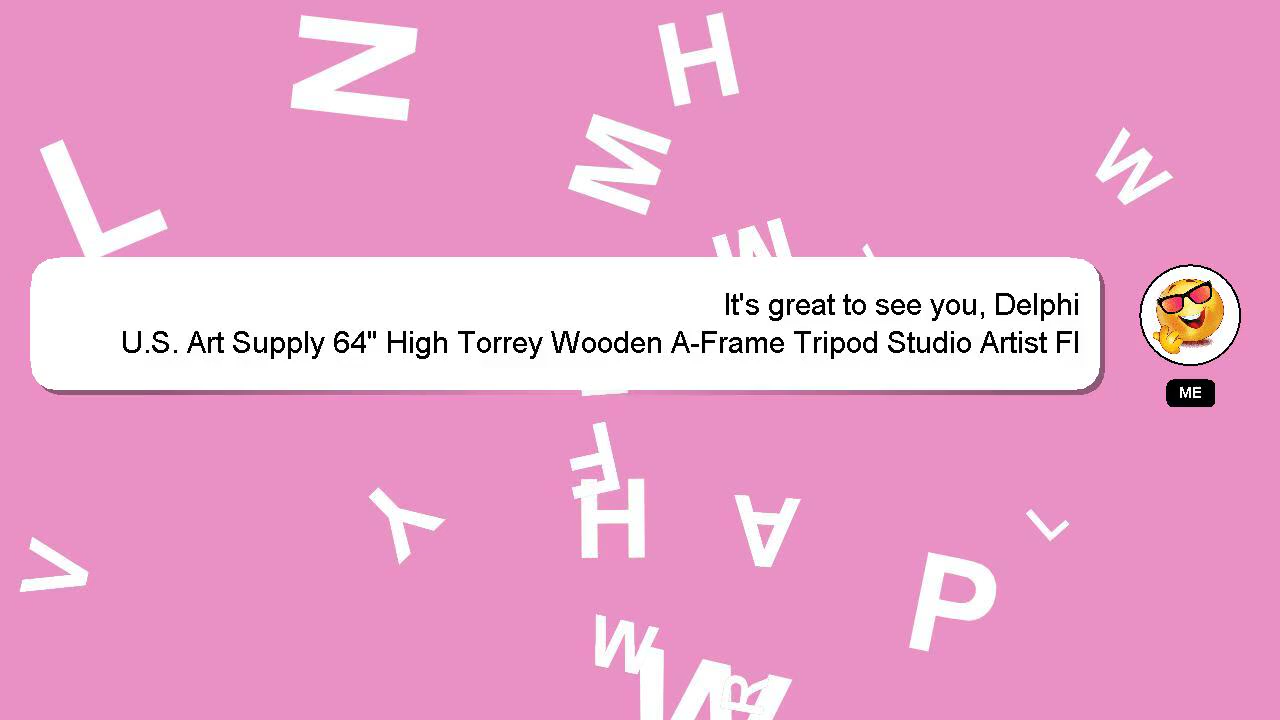 Z
H
M
W
L
W
It's great to see you, Delphi
U.S. Art Supply 64" High Torrey Wooden A-Frame Tripod Studio Artist Fl
ME
F
H
Y
A
L
V
P
W
W
R